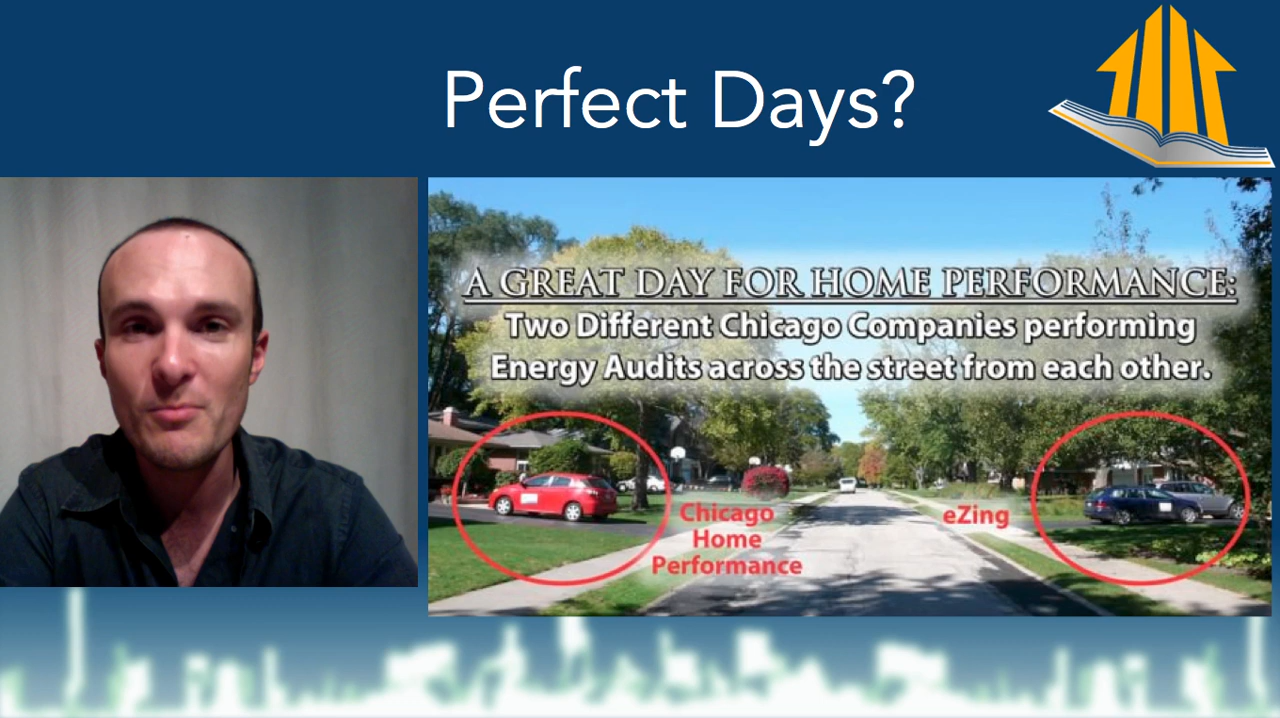 Perfect Days?
A GREAT DAY FOR HOME PERFORMANCE:
Two Different Chicago Companies performing
Energy Audits across the street from each other.
Chicago
Home
Performance
eZing